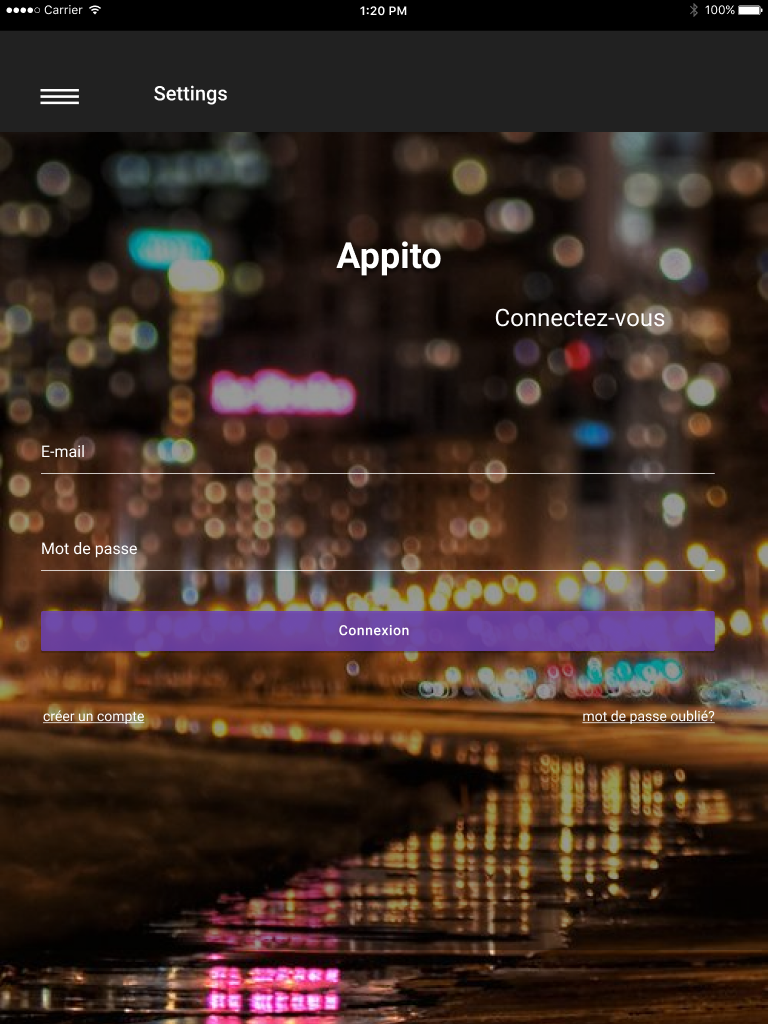 Carrier 1:20 PM 100%
Settings
Appito
Connectez-vous
E-mail
Mot de passe
Connexion
créer un compte mot de passe oublié?